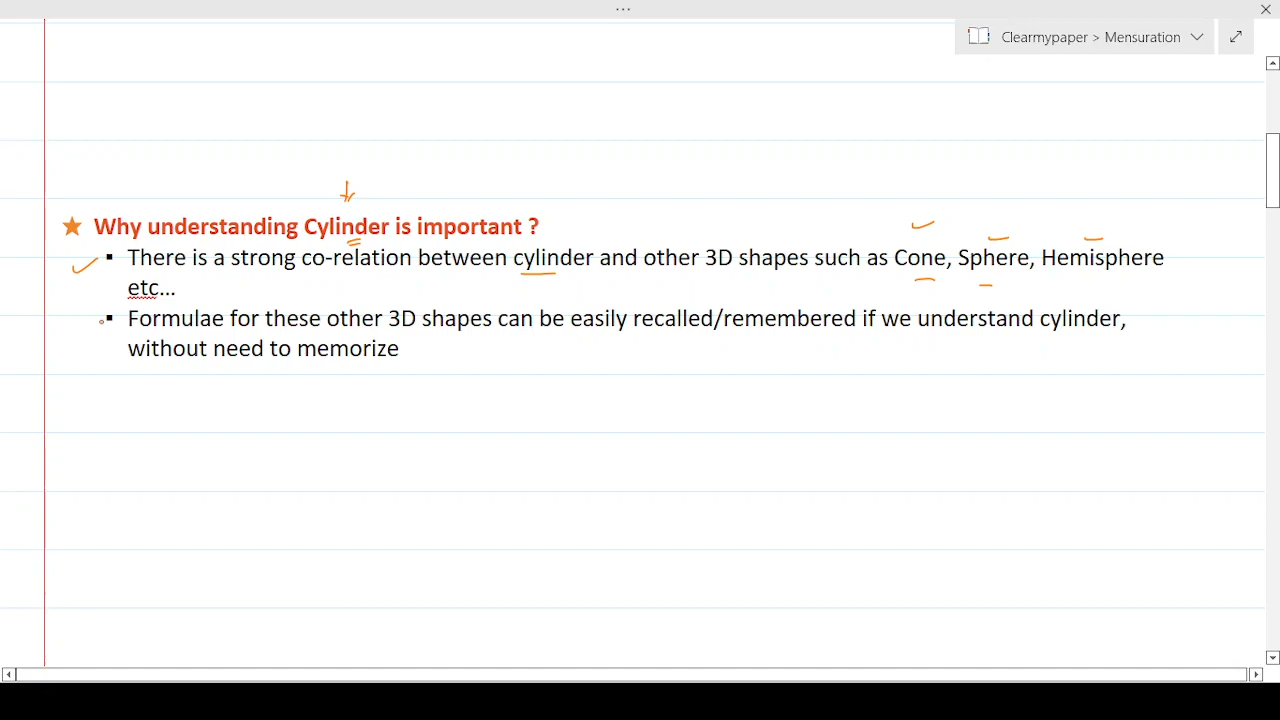 Clearmypaper > Mensuration
Why understanding Cylinder is important ?
▪ There is a strong co-relation between cylinder and other 3D shapes such as Cone, Sphere, Hemisphere
etc...
▪ Formulae for these other 3D shapes can be easily recalled/remembered if we understand cylinder,
without need to memorize